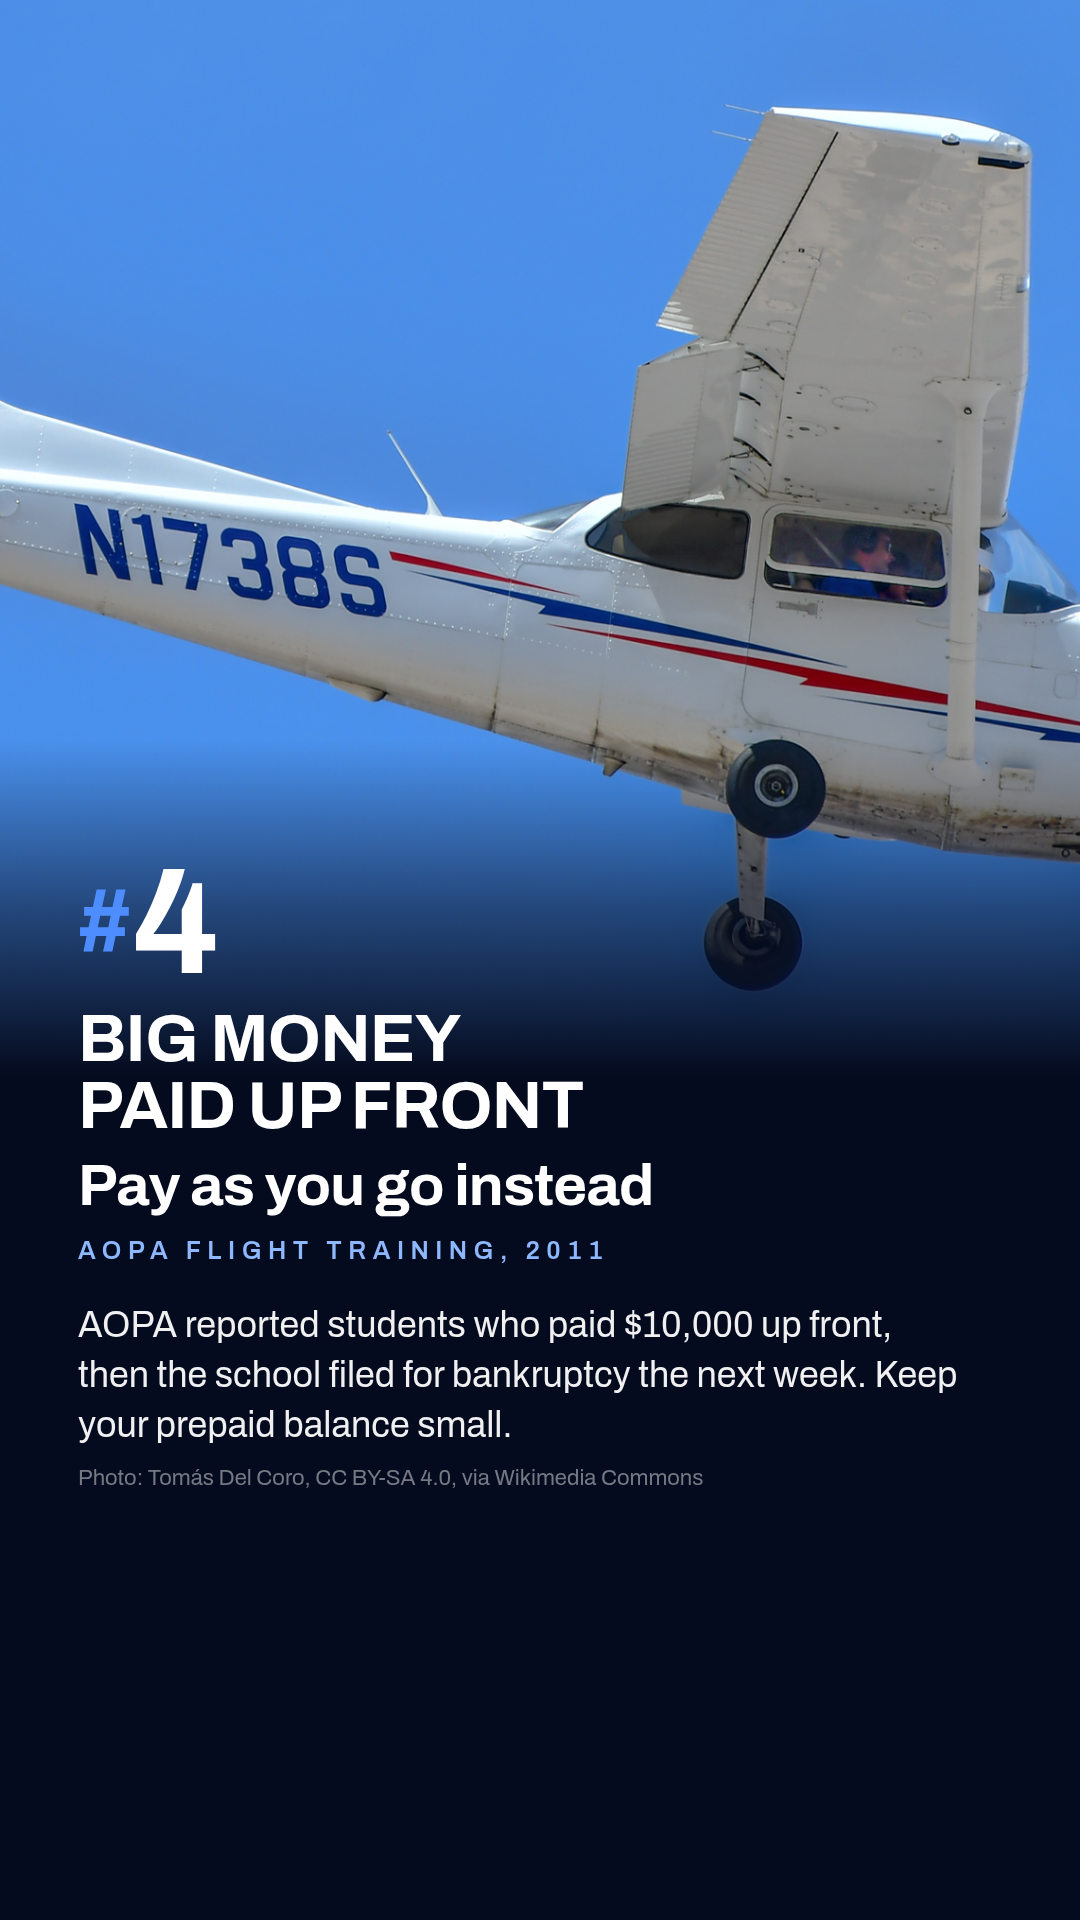 N1738S
#4
BIG MONEY
PAID UP FRONT
Pay as you go instead
AOPA FLIGHT TRAINING, 2011
AOPA reported students who paid $10,000 up front,
then the school filed for bankruptcy the next week. Keep
your prepaid balance small.
Photo: Tomás Del Coro, CC BY-SA 4.0, via Wikimedia Commons